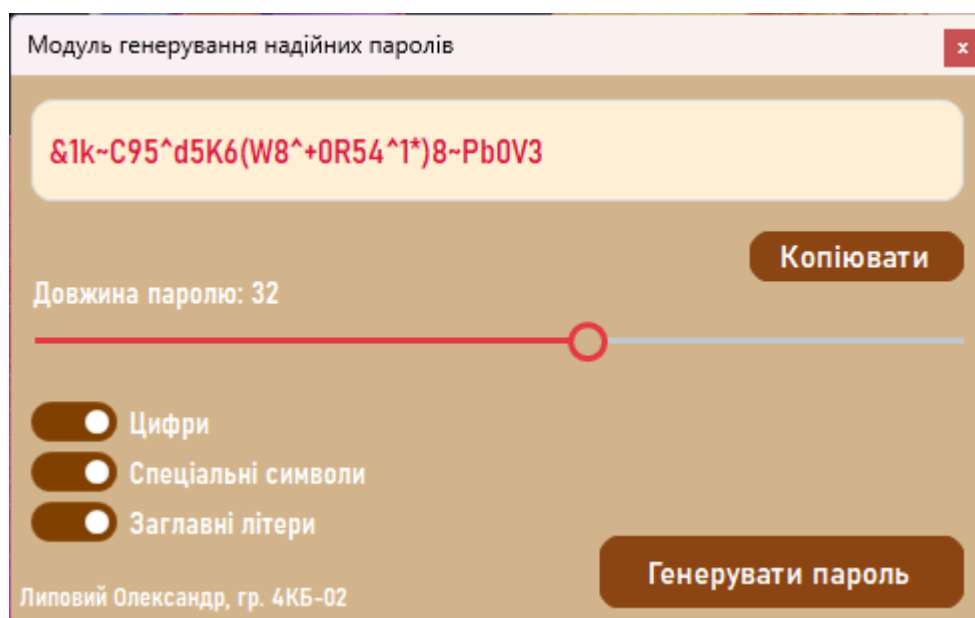 Модуль генерування надійних паролів
x
&1k~C95^d5K6(W8^+0R54^1*)8~Pb0V3
Копіювати
Довжина паролю: 32
Цифри
Спеціальні символи
Заглавні літери
Генерувати пароль
Липовий Олександр, гр. 4КБ-02